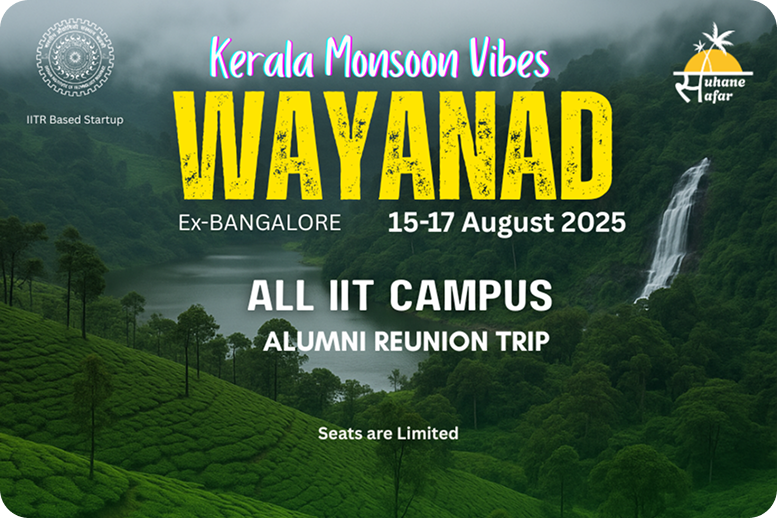 Kerala Monsoon Vibes
सuhane
afar
IITR Based Startup
WAYANAD
Ex-BANGALORE 15-17 August 2025
ALL IIT CAMPUS
ALUMNI REUNION TRIP
Seats are Limited